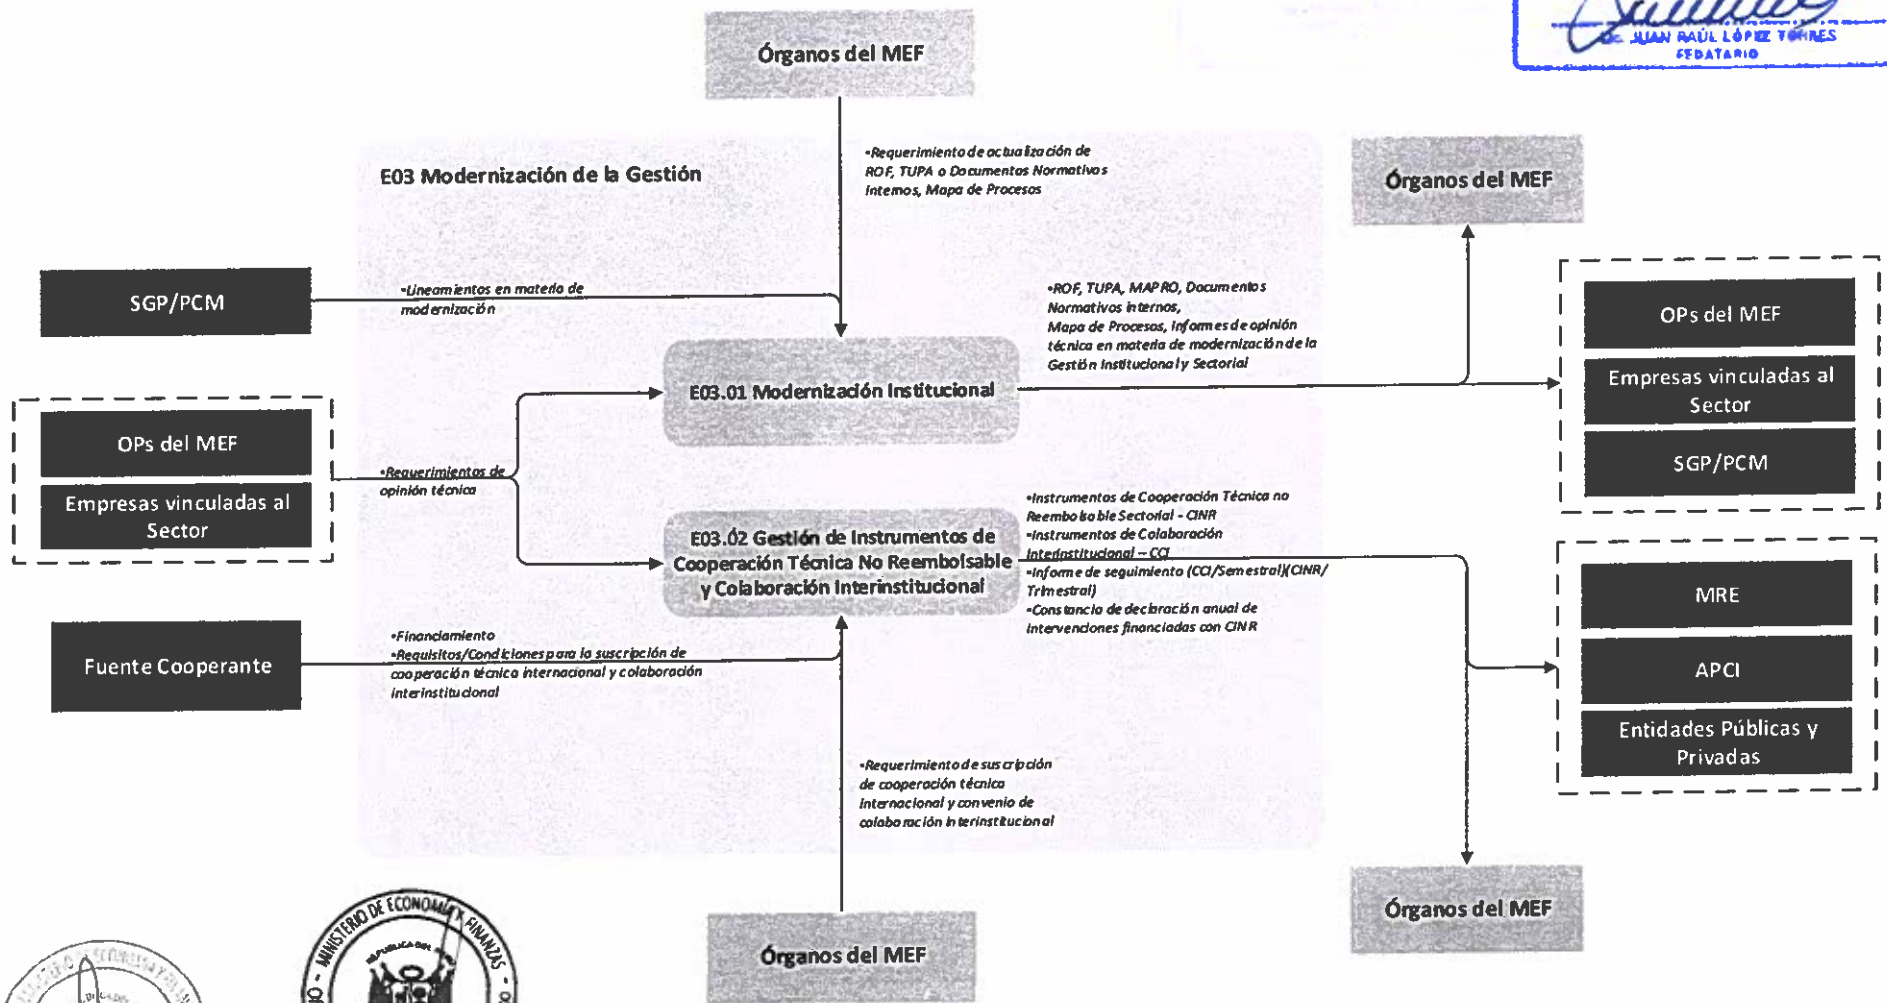 JUAN RAÚL LÓPEZ TORRES
FEDATARIO
Órganos del MEF
E03 Modernización de la Gestión
•Requerimiento de actualización de
ROF, TUPA o Documentos Normativos
Internos, Mapa de Procesos
Órganos del MEF
SGP/PCM
•Lineamientos en materia de
modernización
•ROF, TUPA, MAPRO, Documentos
Normativos internos,
Mapa de Procesos, Informes de opinión
técnica en materia de modernización de la
Gestión Institucional y Sectorial
OPs del MEF
Empresas vinculadas al
Sector
SGP/PCM
E03.01 Modernización Institucional
OPs del MEF
Empresas vinculadas al
Sector
•Requerimientos de
opinión técnica
E03.02 Gestión de Instrumentos de
Cooperación Técnica No Reembolsable
y Colaboración Interinstitucional
•Instrumentos de Cooperación Técnica no
Reembolsable Sectorial - CINR
•Instrumentos de Colaboración
Interinstitucional – CCI
•Informe de seguimiento (CCI/Semestral)(CINR/
Trimestral)
•Constancia de declaración anual de
intervenciones financiadas con CINR
MRE
APCI
Entidades Públicas y
Privadas
Fuente Cooperante
•Financiamiento
•Requisitos/Condiciones para la suscripción de
cooperación técnica internacional y colaboración
interinstitucional
•Requerimiento de suscripción
de cooperación técnica
internacional y convenio de
colaboración interinstitucional
Órganos del MEF
Órganos del MEF
MINISTERIO DE ECONOMÍA Y FINANZAS
REPUBLICA DEL